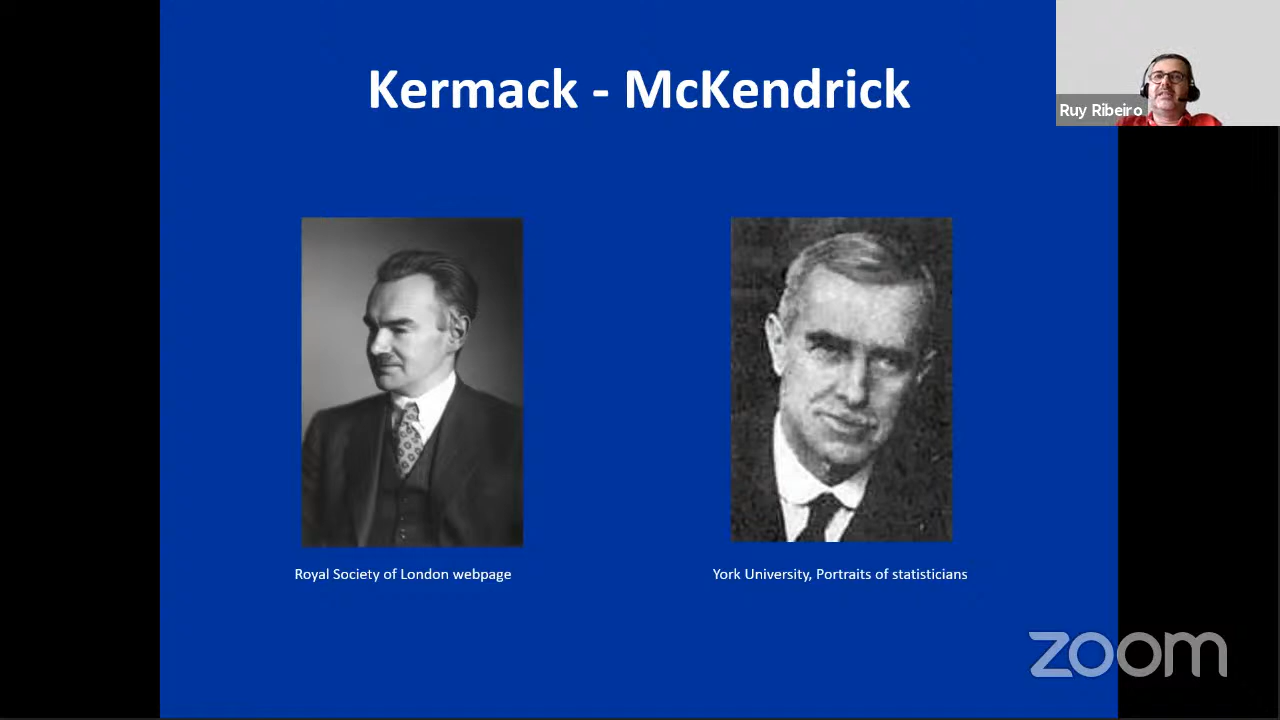 Kermack - McKendrick
Ruy Ribeiro
Royal Society of London webpage
York University, Portraits of statisticians
zoom